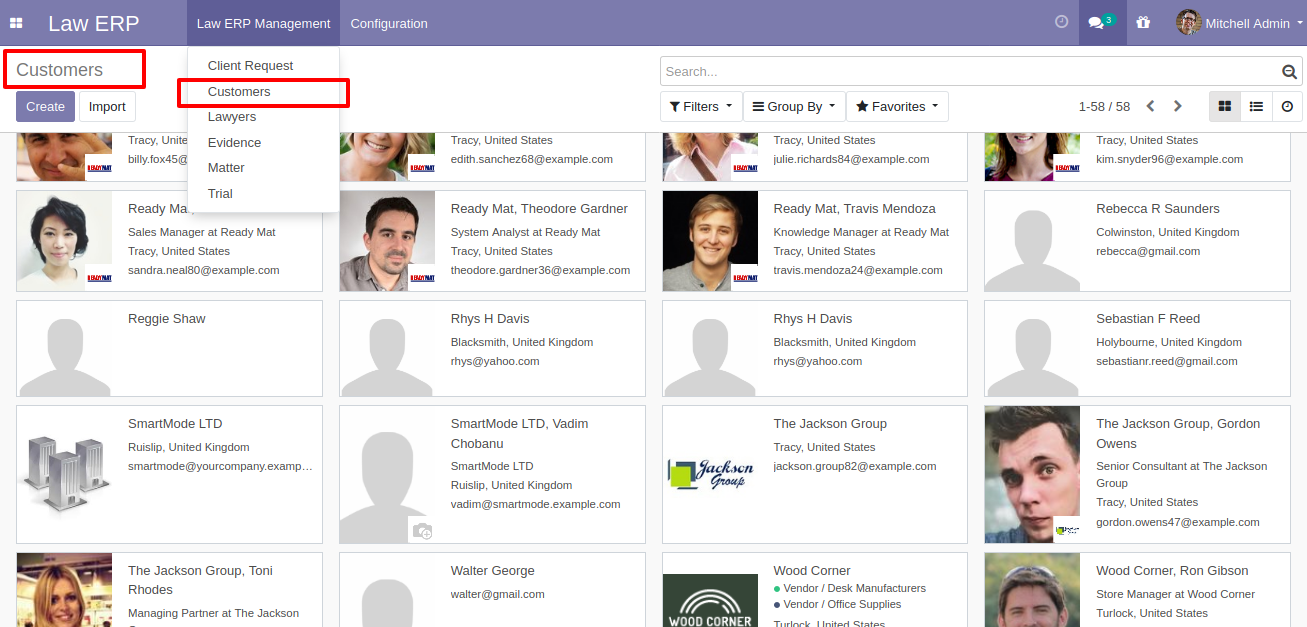 Law ERP
Law ERP Management
Configuration
3
Mitchell Admin
Customers
Create
Import
Client Request
Customers
Lawyers
Evidence
Matter
Trial
Search...
Filters
Group By
Favorites
1-58 / 58
Tracy, Unite
billy.fox45@
READYMAT
Tracy, United States
edith.sanchez68@example.com
READYMAT
Tracy, United States
julie.richards84@example.com
READYMAT
Tracy, United States
kim.snyder96@example.com
READYMAT
Ready Ma
Sales Manager at Ready Mat
Tracy, United States
sandra.neal80@example.com
READYMAT
Ready Mat, Theodore Gardner
System Analyst at Ready Mat
Tracy, United States
theodore.gardner36@example.com
READYMAT
Ready Mat, Travis Mendoza
Knowledge Manager at Ready Mat
Tracy, United States
travis.mendoza24@example.com
READYMAT
Rebecca R Saunders
Colwinston, United Kingdom
rebecca@gmail.com
Reggie Shaw
Rhys H Davis
Blacksmith, United Kingdom
rhys@yahoo.com
Rhys H Davis
Blacksmith, United Kingdom
rhys@yahoo.com
Sebastian F Reed
Holybourne, United Kingdom
sebastianr.reed@gmail.com
SmartMode LTD
Ruislip, United Kingdom
smartmode@yourcompany.examp...
SmartMode LTD, Vadim
Chobanu
SmartMode LTD
Ruislip, United Kingdom
vadim@smartmode.example.com
Jackson
Group
The Jackson Group
Tracy, United States
jackson.group82@example.com
The Jackson Group, Gordon
Owens
Senior Consultant at The Jackson
Group
Tracy, United States
gordon.owens47@example.com
The Jackson Group, Toni
Rhodes
Managing Partner at The Jackson
Walter George
walter@gmail.com
WOOD CORNER
Wood Corner
Vendor / Desk Manufacturers
Vendor / Office Supplies
Turlock, United States
Wood Corner, Ron Gibson
Store Manager at Wood Corner
Turlock, United States